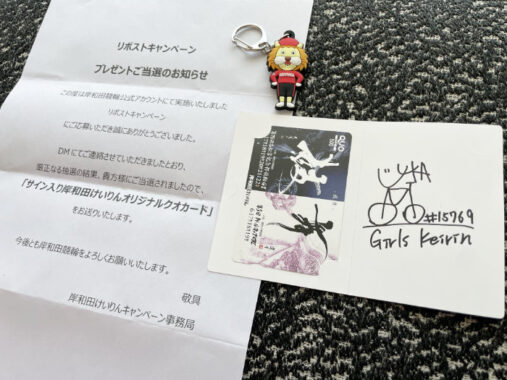 リポストキャンペーン
プレゼントご当選のお知らせ
この度は岸和田競輪公式アカウントにて実施いたしました
リポストキャンペーン
にご応募いただき誠にありがとうございました。
DMにてご連絡させていただきましたとおり、
厳正なる抽選の結果、貴方様にご当選されましたので、
「サイン入り岸和田けいりんオリジナルクオカード」
をお送りいたします。
今後とも岸和田競輪をよろしくお願いいたします。
敬具
岸和田けいりんキャンペーン事務局
QUO
#15769
Girls Keirin